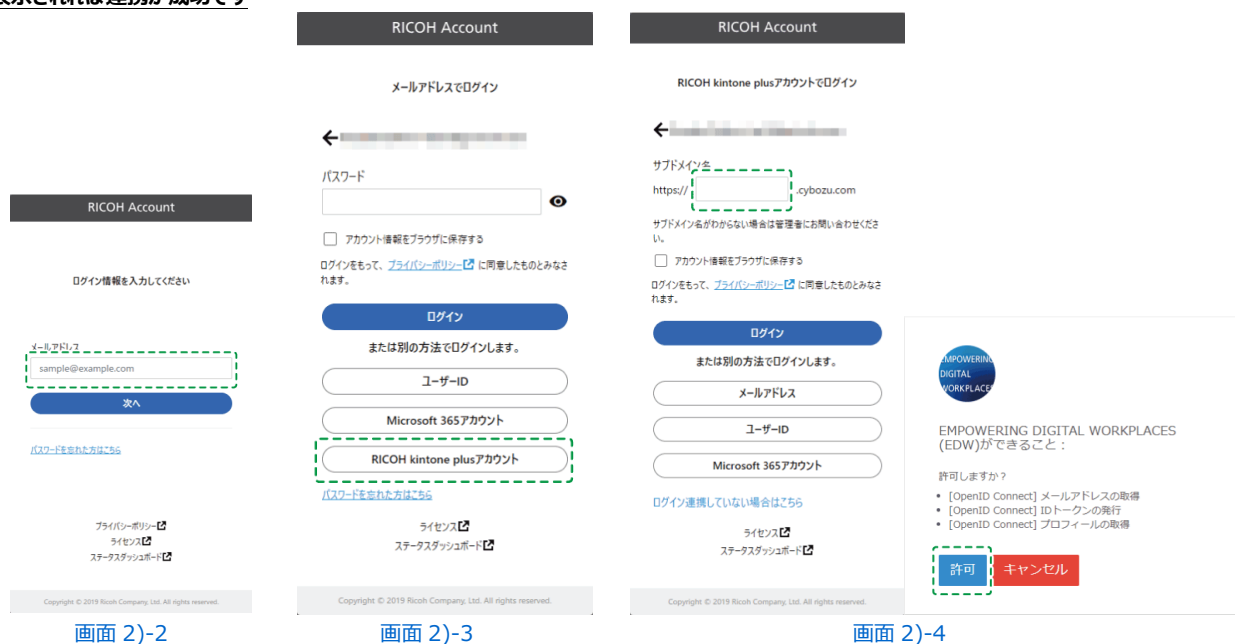 表示されれば連携が成功です
RICOH Account
ログイン情報を入力してください
メールアドレス
sample@example.com
次へ
パスワードを忘れた方はこちら
プライバシーポリシー
ライセンス
ステータスダッシュボード
Copyright © 2019 Ricoh Company, Ltd. All rights reserved.
画面 2)-2
RICOH Account
メールアドレスでログイン
パスワード
アカウント情報をブラウザに保存する
ログインをもって、プライバシーポリシー に同意したものとみなさ
れます。
ログイン
または別の方法でログインします。
ユーザーID
Microsoft 365アカウント
RICOH kintone plusアカウント
パスワードを忘れた方はこちら
ライセンス
ステータスダッシュボード
Copyright © 2019 Ricoh Company, Ltd. All rights reserved.
画面 2)-3
RICOH Account
RICOH kintone plusアカウントでログイン
サブドメイン名
https:// .cybozu.com
サブドメイン名がわからない場合は管理者にお問い合わせくださ
い。
アカウント情報をブラウザに保存する
ログインをもって、プライバシーポリシー に同意したものとみなさ
れます。
ログイン
または別の方法でログインします。
メールアドレス
ユーザーID
Microsoft 365アカウント
ログイン連携していない場合はこちら
ライセンス
ステータスダッシュボード
Copyright © 2019 Ricoh Company, Ltd. All rights reserved.
EMPOWERING
DIGITAL
WORKPLACES
EMPOWERING DIGITAL WORKPLACES
(EDW)ができること：
許可しますか？
• [OpenID Connect] メールアドレスの取得
• [OpenID Connect] IDトークンの発行
• [OpenID Connect] プロフィールの取得
許可
キャンセル
画面 2)-4